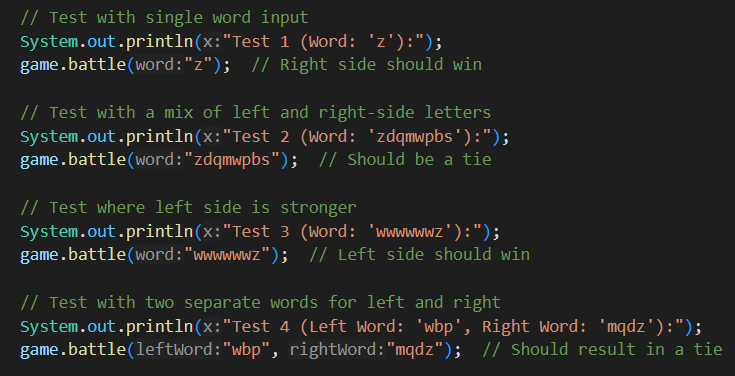 // Test with single word input
System.out.println(x:"Test 1 (Word: 'z'):");
game.battle(word:"z");  // Right side should win
// Test with a mix of left and right-side letters
System.out.println(x:"Test 2 (Word: 'zdqmwpbs'):");
game.battle(word:"zdqmwpbs");  // Should be a tie
// Test where left side is stronger
System.out.println(x:"Test 3 (Word: 'wwwwwwz'):");
game.battle(word:"wwwwwwz");  // Left side should win
// Test with two separate words for left and right
System.out.println(x:"Test 4 (Left Word: 'wbp', Right Word: 'mqdz'):");
game.battle(leftWord:"wbp", rightWord:"mqdz");  // Should result in a tie